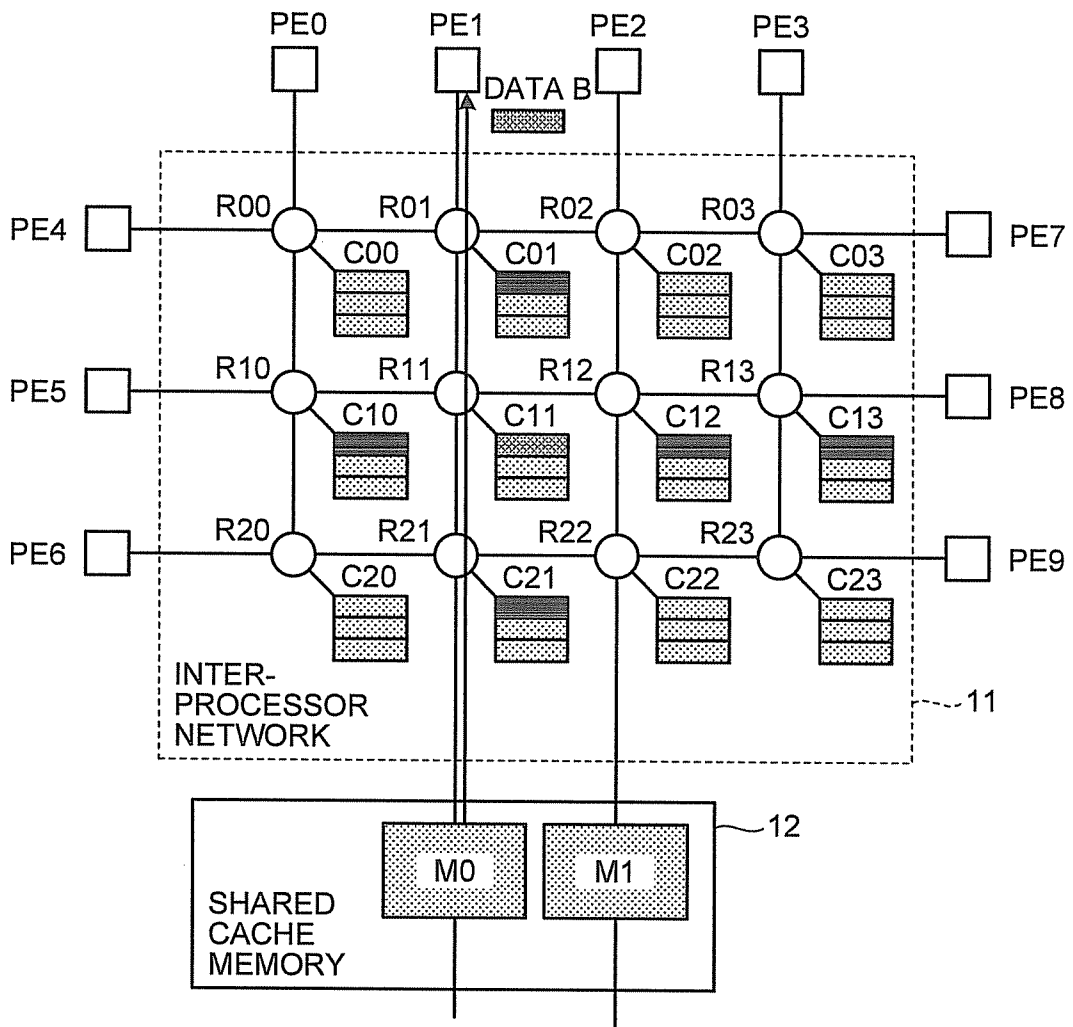 PE0 PE1 PE2 PE3
DATA B
PE4 R00 R01 R02 R03 PE7
C00 C01 C02 C03
PE5 R10 R11 R12 R13 PE8
C10 C11 C12 C13
PE6 R20 R21 R22 R23 PE9
C20 C21 C22 C23
INTER-
PROCESSOR
NETWORK
11
12
M0 M1
SHARED
CACHE
MEMORY